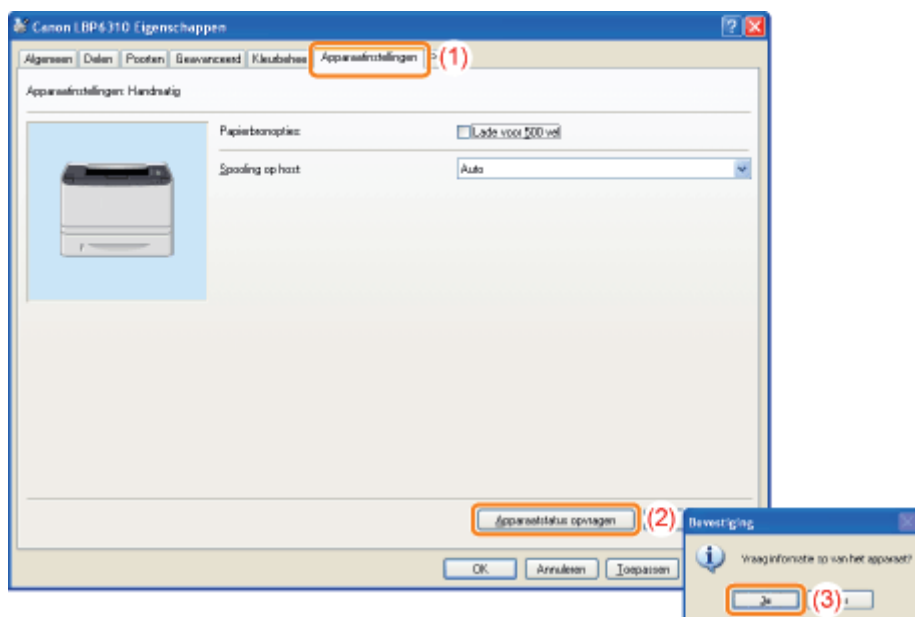 Canon LBP6310 Eigenschappen
Algemeen Delen Poorten Geavanceerd Kleurbeheer Apparaatinstellingen (1)
Apparaatinstellingen: Handmatig
Papierbronopties: Lade voor 500 vel
Spooling op host: Auto
Apparaatstatus opvragen (2)
OK Annuleren Toepassen
Bevestiging
Vraag informatie op van het apparaat?
Ja (3)